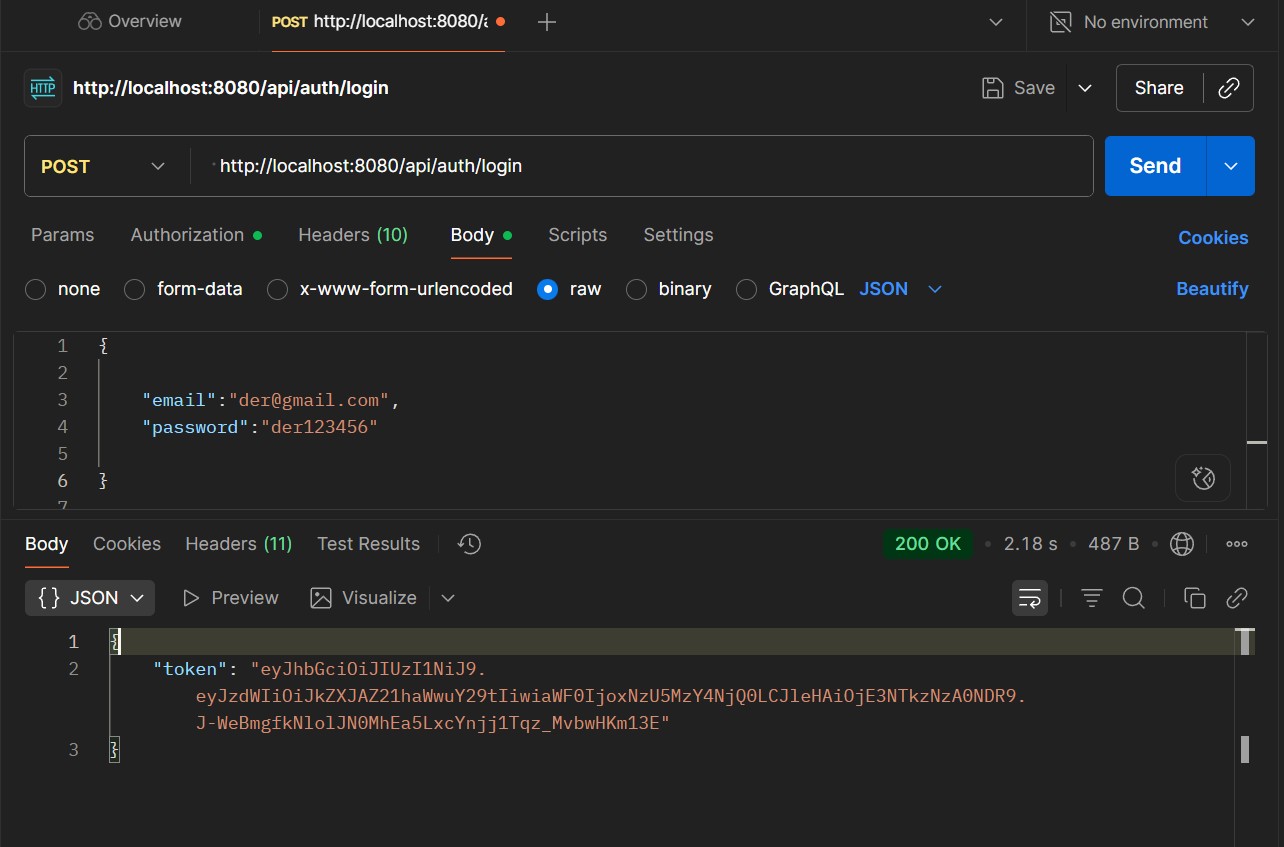 Overview
POST http://localhost:8080/a
No environment
HTTP http://localhost:8080/api/auth/login
Save
Share
POST http://localhost:8080/api/auth/login
Send
Params Authorization Headers (10) Body Scripts Settings Cookies
none form-data x-www-form-urlencoded raw binary GraphQL JSON Beautify
1 {
2
3 "email":"der@gmail.com",
4 "password":"der123456"
5
6 }
7
Body Cookies Headers (11) Test Results 200 OK • 2.18 s • 487 B •
{} JSON Preview Visualize
1 {
2 "token": "eyJhbGciOiJIUzI1NiJ9.
eyJzdWIiOiJkZXJAZ21haWwuY29tIiwiaWF0IjoxNzU5MzY4NjQ0LCJleHAiOjE3NTkzNzA0NDR9.
J-WeBmgfkNlolJN0MhEa5LxcYnjj1Tqz_MvbwHKm13E"
3 }